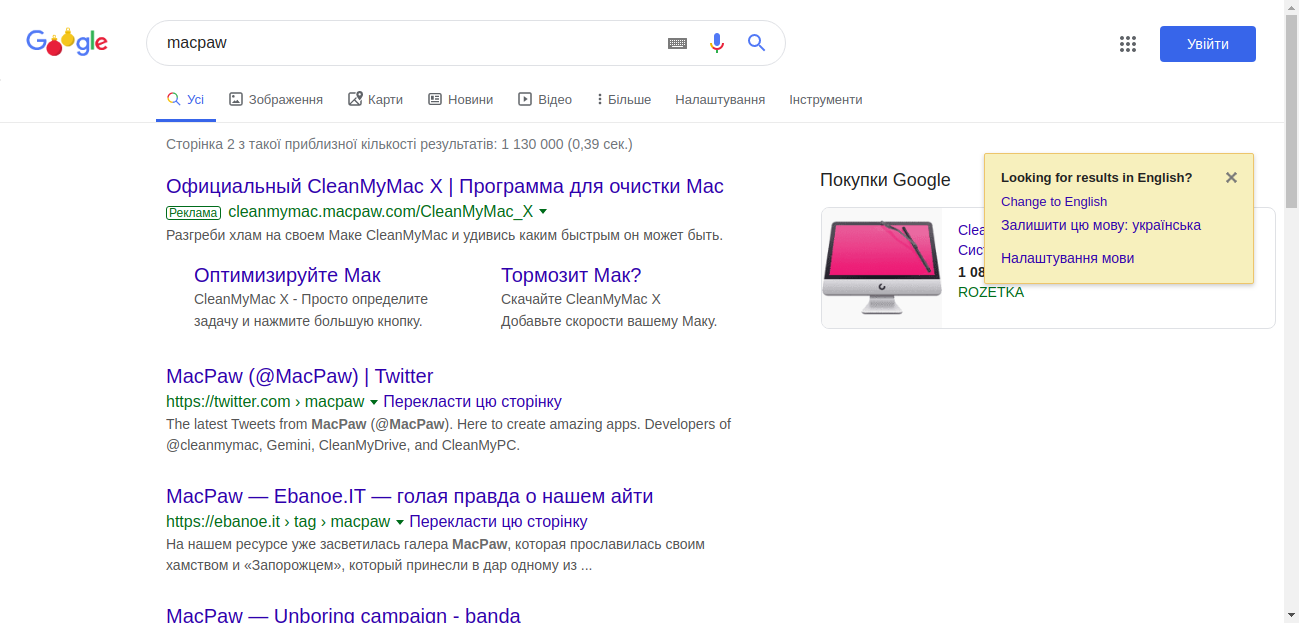 Google
macpaw
Увійти
Усі
Зображення
Карти
Новини
Відео
Більше
Налаштування
Інструменти
Сторінка 2 з такої приблизної кількості результатів: 1 130 000 (0,39 сек.)
Официальный CleanMyMac X | Программа для очистки Mac
Реклама cleanmymac.macpaw.com/CleanMyMac_X
Разгреби хлам на своем Маке CleanMyMac и удивись каким быстрым он может быть.
Оптимизируйте Мак
CleanMyMac X - Просто определите
задачу и нажмите большую кнопку.
Тормозит Мак?
Скачайте CleanMyMac X
Добавьте скорости вашему Маку.
MacPaw (@MacPaw) | Twitter
https://twitter.com › macpaw Перекласти цю сторінку
The latest Tweets from MacPaw (@MacPaw). Here to create amazing apps. Developers of
@cleanmymac, Gemini, CleanMyDrive, and CleanMyPC.
MacPaw — Ebanoe.IT — голая правда о нашем айти
https://ebanoe.it › tag › macpaw Перекласти цю сторінку
На нашем ресурсе уже засветилась галера MacPaw, которая прославилась своим
хамством и «Запорожцем», который принесли в дар одному из ...
MacPaw — Unboring campaign - banda
Покупки Google
ROZETKA
Looking for results in English?
Change to English
Залишити цю мову: українська
Налаштування мови